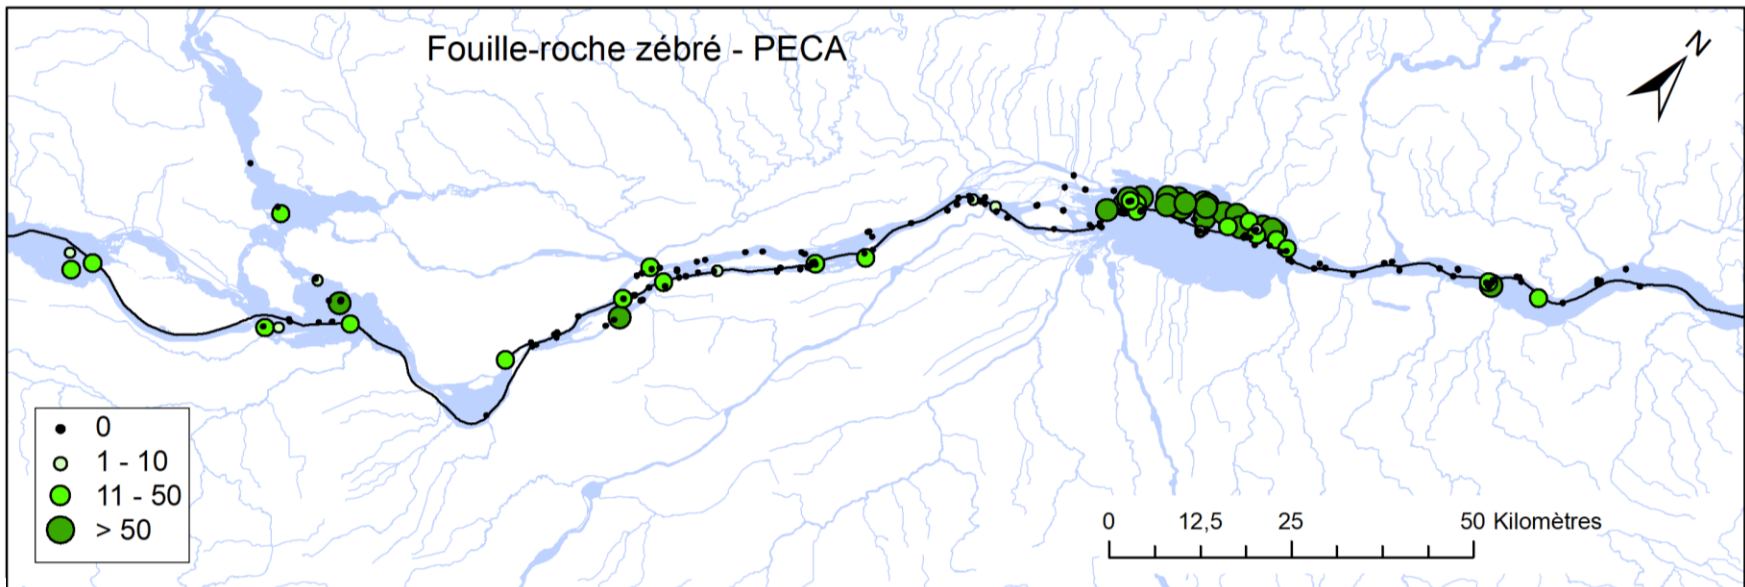 Fouille-roche zébré - PECA
N
0
1 - 10
11 - 50
> 50
0 12,5 25 50 Kilomètres